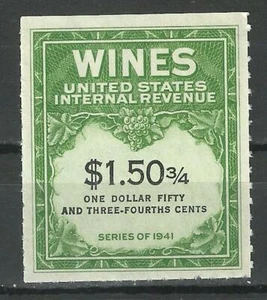 WINES
UNITED STATES
INTERNAL REVENUE
$1.50 3/4
ONE DOLLAR FIFTY
AND THREE-FOURTHS CENTS
SERIES OF 1941